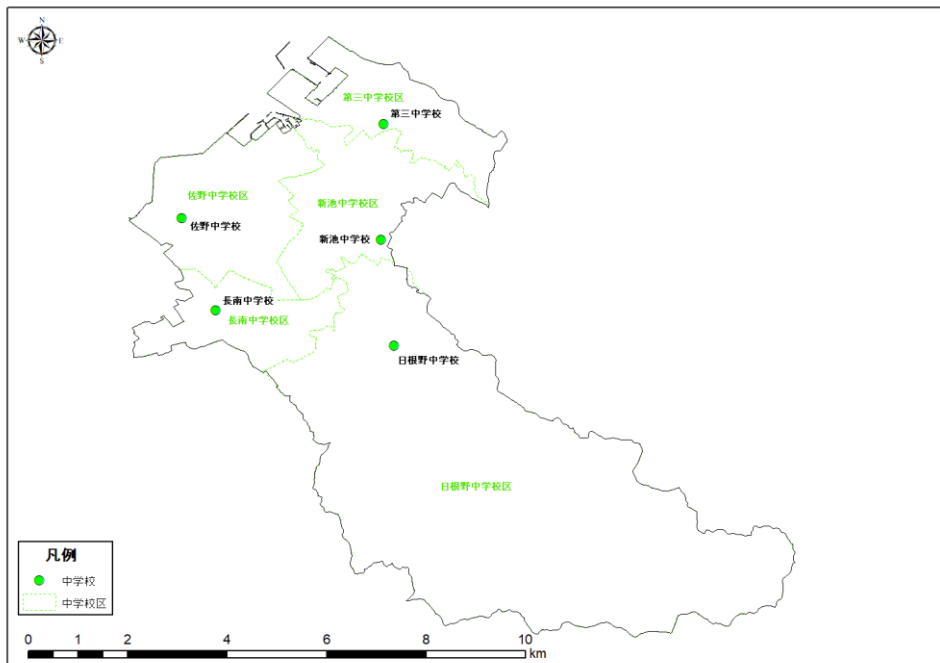 N
W E
S
第三中学校区
第三中学校
佐野中学校区
佐野中学校
新池中学校区
新池中学校
長南中学校
長南中学校区
日根野中学校
日根野中学校区
凡例
中学校
中学校区
0 1 2 4 6 8 10
km